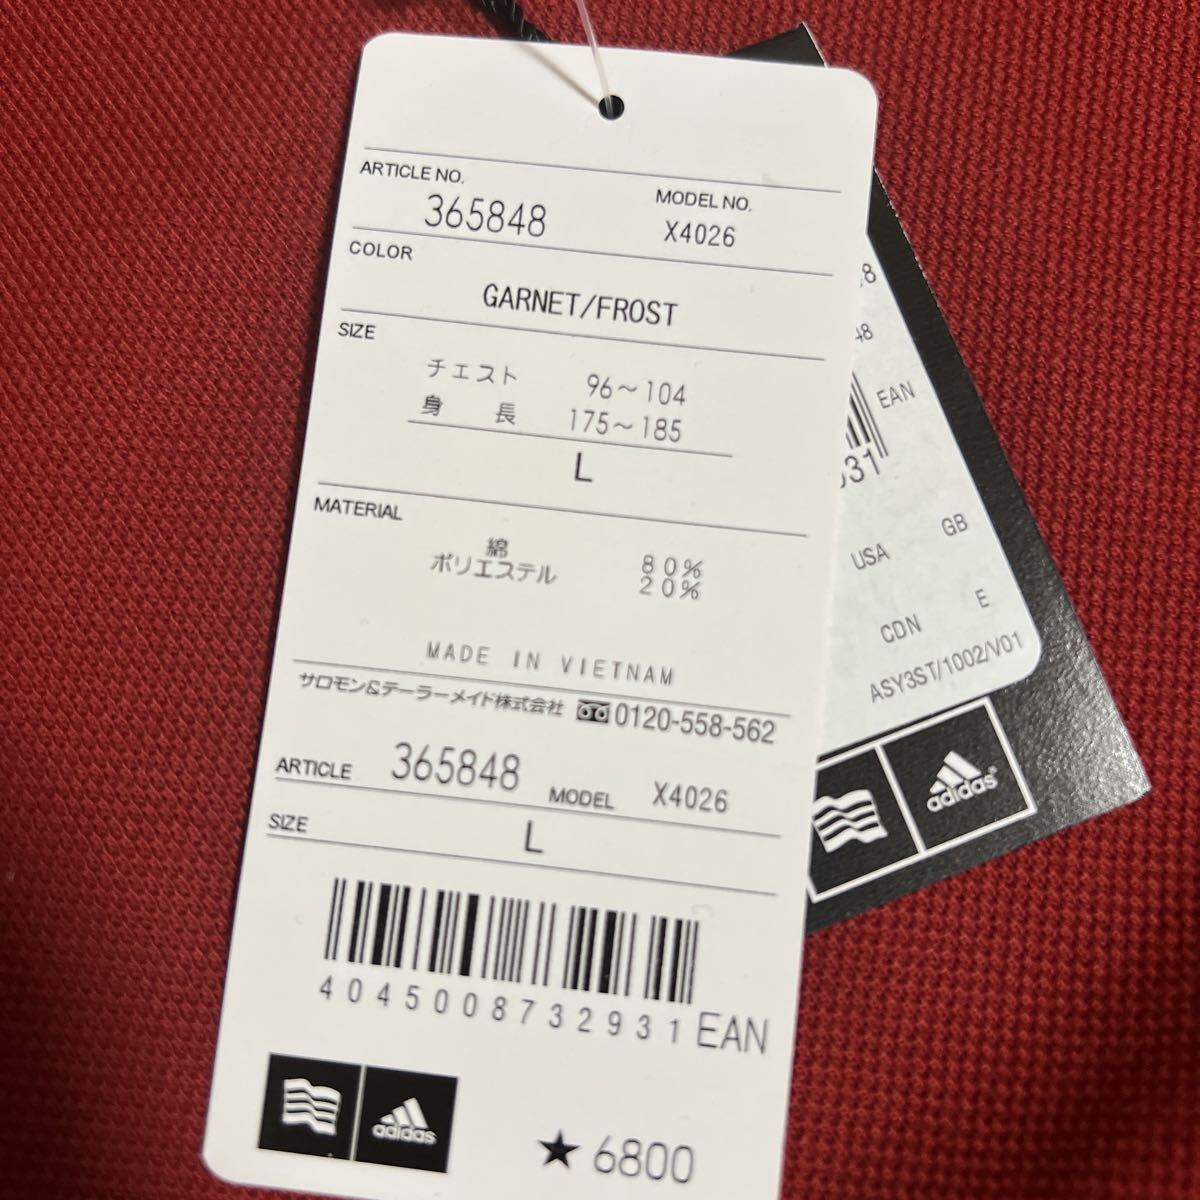 ARTICLE NO.
365848
MODEL NO.
X4026
COLOR
GARNET/FROST
SIZE
チェスト 96～104
身 長 175～185
L
MATERIAL
綿 80%
ポリエステル 20%
MADE IN VIETNAM
サロモン&テーラーメイド株式会社 0120-558-562
ARTICLE 365848 MODEL X4026
SIZE L
4045008732931 EAN
adidas
★6800
8
48
EAN
931
USA GB
CDN E
ASY3ST/1002/V01
adidas